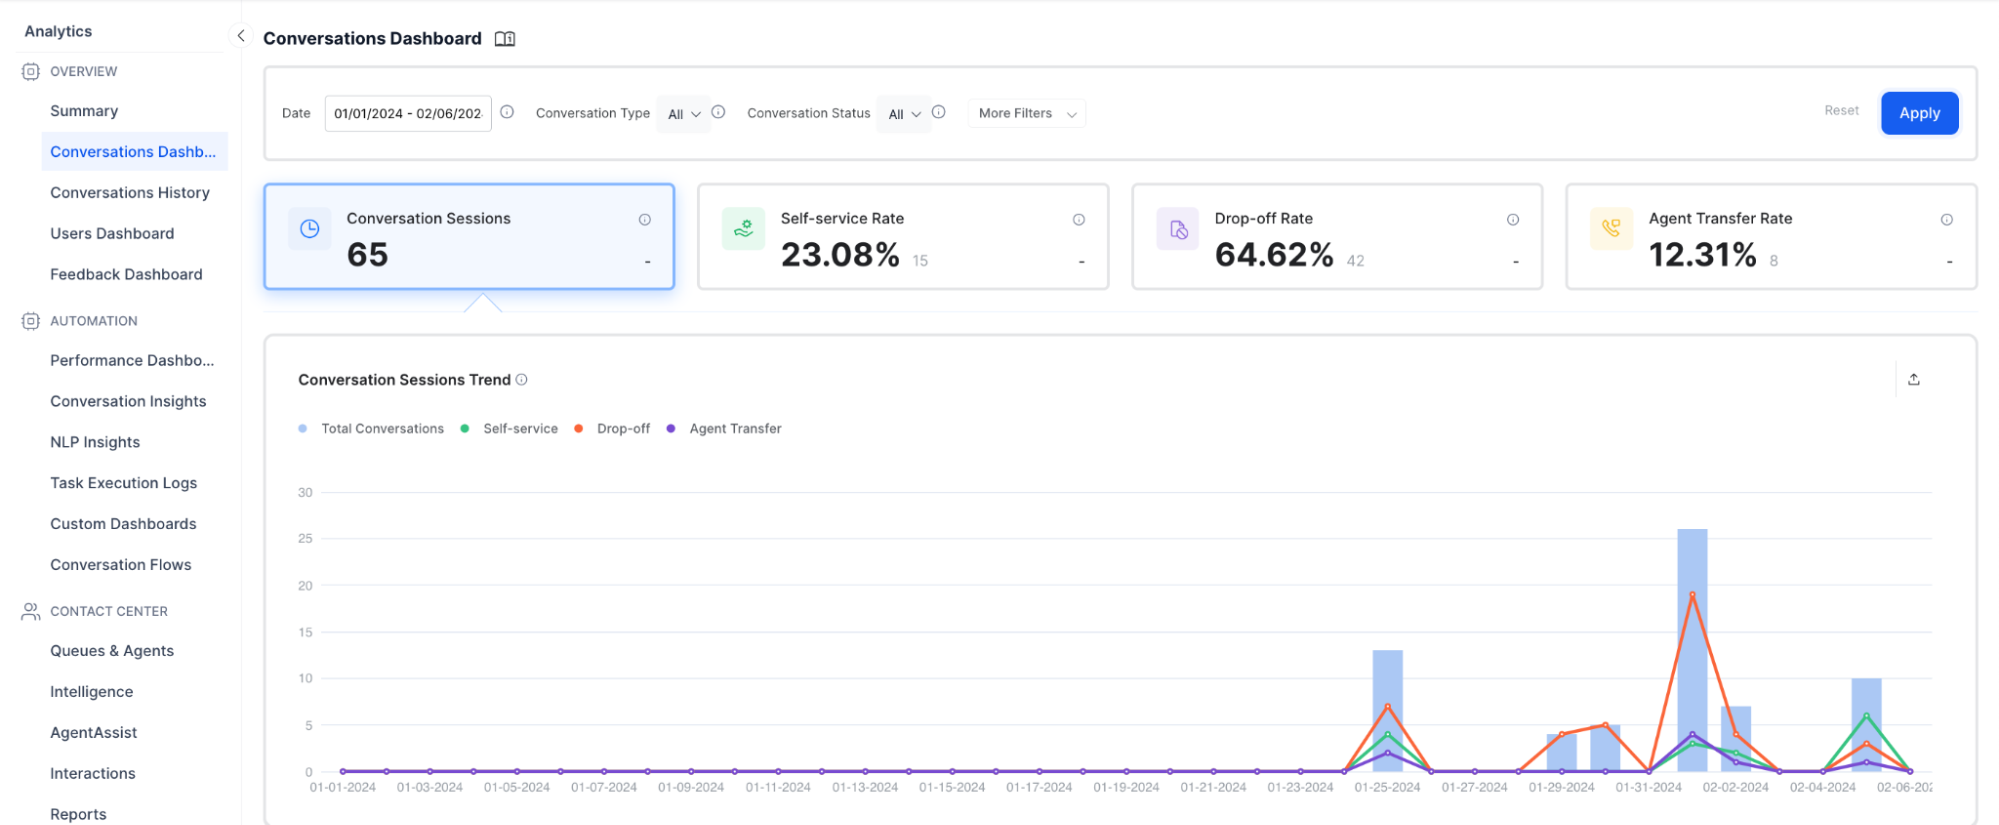 Analytics
OVERVIEW
Summary
Conversations Dashb...
Conversations History
Users Dashboard
Feedback Dashboard
AUTOMATION
Performance Dashbo...
Conversation Insights
NLP Insights
Task Execution Logs
Custom Dashboards
Conversation Flows
CONTACT CENTER
Queues & Agents
Intelligence
AgentAssist
Interactions
Reports
Conversations Dashboard
Date 01/01/2024 - 02/06/202 Conversation Type All Conversation Status All More Filters Reset Apply
Conversation Sessions
65 -
Self-service Rate
23.08% 15 -
Drop-off Rate
64.62% 42 -
Agent Transfer Rate
12.31% 8 -
Conversation Sessions Trend
Total Conversations Self-service Drop-off Agent Transfer
30
25
20
15
10
5
0
01-01-2024 01-03-2024 01-05-2024 01-07-2024 01-09-2024 01-11-2024 01-13-2024 01-15-2024 01-17-2024 01-19-2024 01-21-2024 01-23-2024 01-25-2024 01-27-2024 01-29-2024 01-31-2024 02-02-2024 02-04-2024 02-06-202